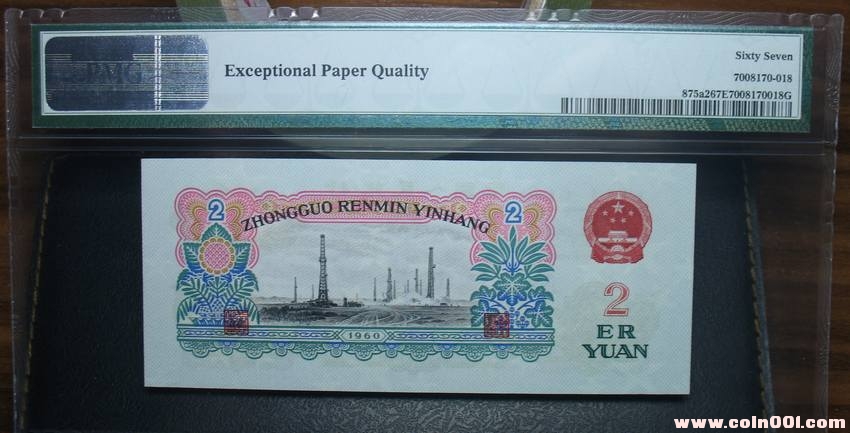 PMG
Exceptional Paper Quality
Sixty Seven
7008170-018
875a267E7008170018G
2 ZHONGGUO RENMIN YINHANG 2
1960
2
ER
YUAN
www.coin001.com